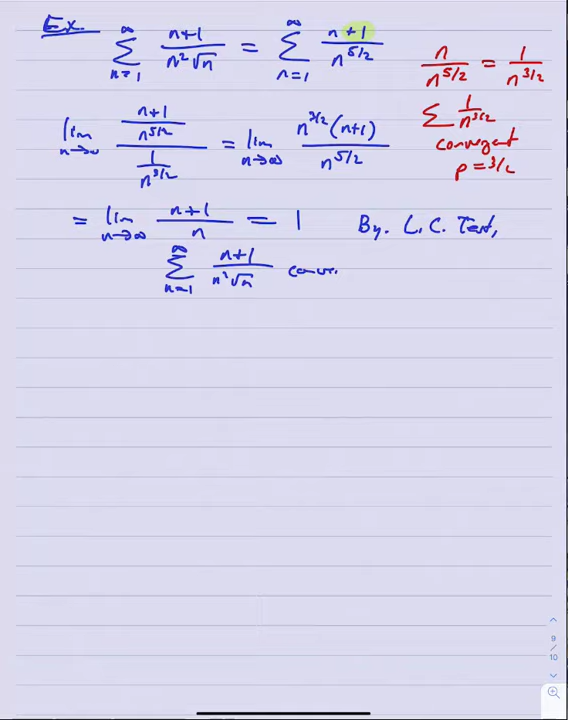 Ex. ∑_{n=1}^{∞} (n+1)/(n²√n) = ∑_{n=1}^{∞} (n+1)/n^{5/2}
n/n^{5/2} = 1/n^{3/2}
∑ 1/n^{3/2}
convergent
p = 3/2
lim_{n→∞} ((n+1)/n^{5/2})/(1/n^{3/2}) = lim_{n→∞} (n^{3/2}(n+1))/n^{5/2}
= lim_{n→∞} (n+1)/n = 1 By. L.C. Test,
∑_{n=1}^{∞} (n+1)/(n²√n) conv.
9
/
10